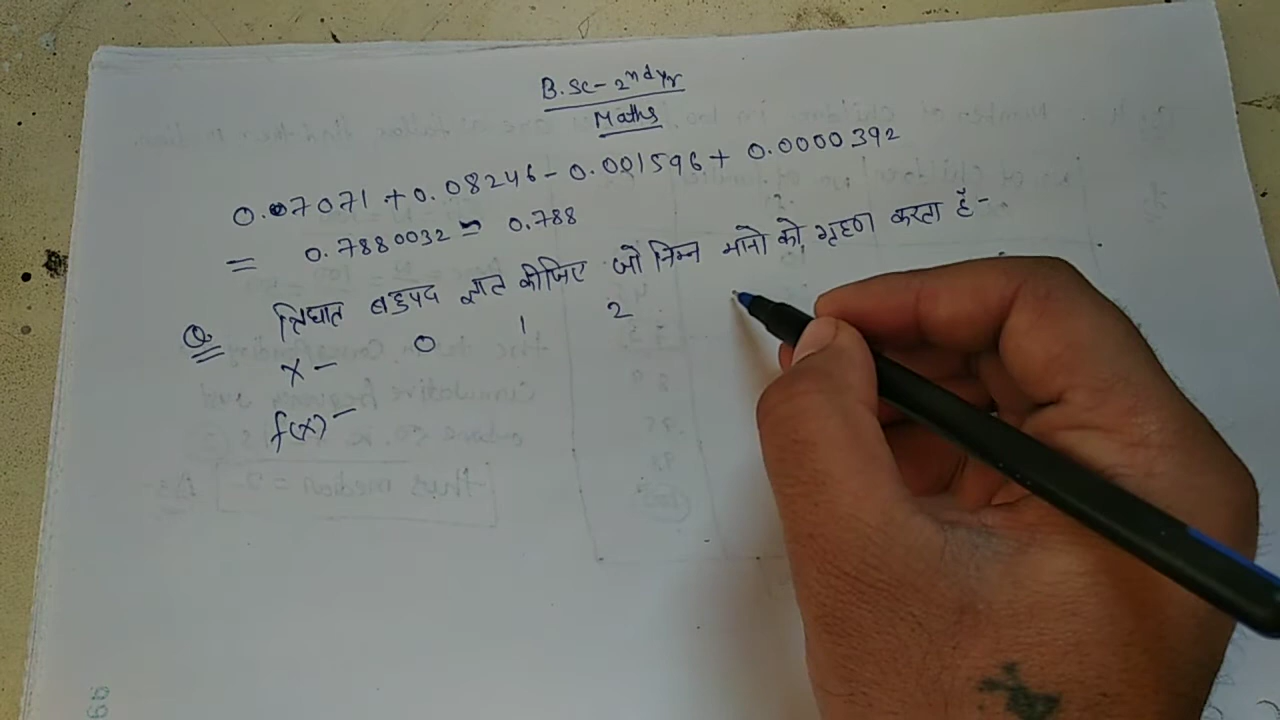 B.Sc- 2nd yr
Maths
0.07071 + 0.08246 - 0.001596 + 0.0000392
= 0.7880032 ≃ 0.788
Q. त्रिघात बहुपद ज्ञात कीजिए जो निम्न मानो को ग्रहण करता है-
x - 0 1 2
f(x) -